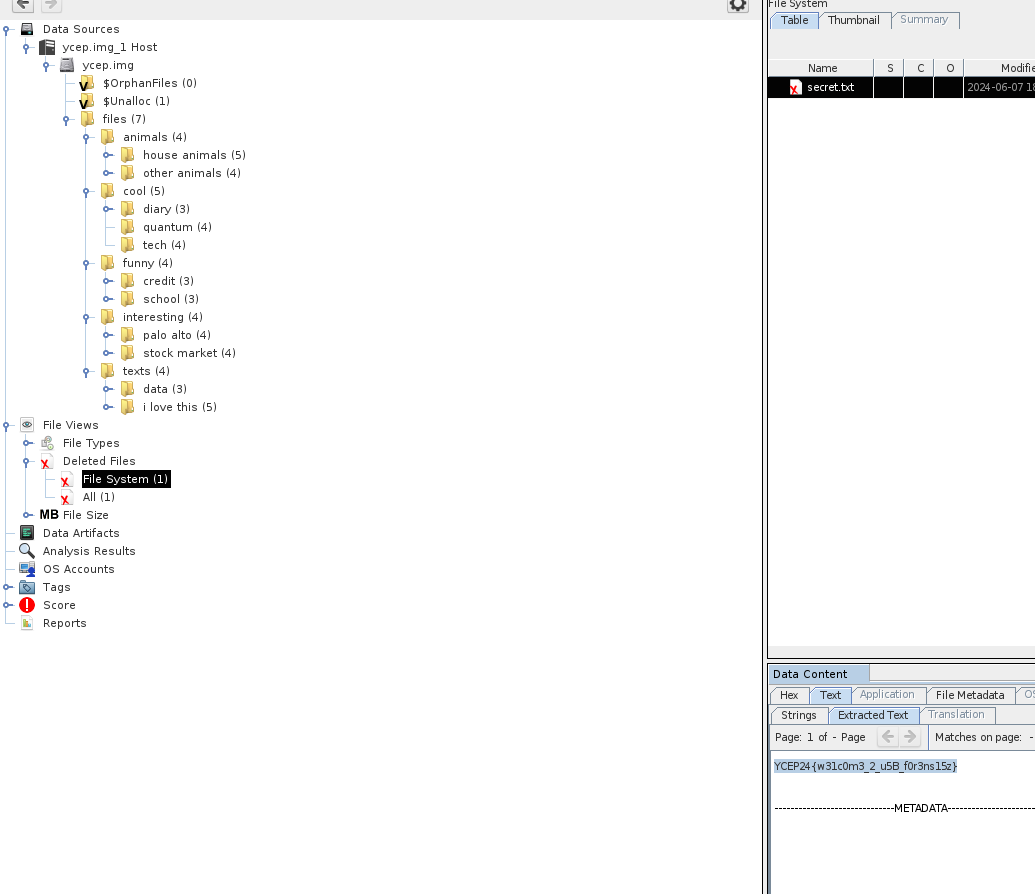 Data Sources
ycep.img_1 Host
ycep.img
$OrphanFiles (0)
$Unalloc (1)
files (7)
animals (4)
house animals (5)
other animals (4)
cool (5)
diary (3)
quantum (4)
tech (4)
funny (4)
credit (3)
school (3)
interesting (4)
palo alto (4)
stock market (4)
texts (4)
data (3)
i love this (5)
File Views
File Types
Deleted Files
File System (1)
All (1)
MB File Size
Data Artifacts
Analysis Results
OS Accounts
Tags
Score
Reports
File System
Table Thumbnail Summary
Name S C O Modifie
secret.txt 2024-06-07 18
Data Content
Hex Text Application File Metadata OS
Strings Extracted Text Translation
Page: 1 of - Page Matches on page: -
YCEP24{w31c0m3_2_u5B_f0r3ns15z}
------------------------------METADATA------------------------------